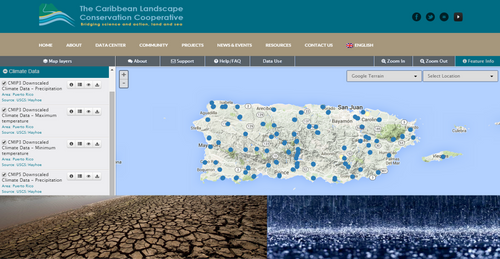 The Caribbean Landscape
Conservation Cooperative
Bridging science and action, land and sea
HOME ABOUT DATA CENTER COMMUNITY PROJECTS NEWS & EVENTS RESOURCES CONTACT US ENGLISH
Map layers About Support Help/FAQ Data Use Zoom In Zoom Out Feature Info
Climate Data
CMIP3 Downscaled
Climate Data - Precipitation
Area: Puerto Rico
Source: USGS Hayhoe
CMIP3 Downscaled
Climate Data - Maximum
temperature
Area: Puerto Rico
Source: USGS Hayhoe
CMIP3 Downscaled
Climate Data - Minimum
temperature
Area: Puerto Rico
Source: USGS Hayhoe
CMIP3 Downscaled
Climate Data - Precipitation
Area: Puerto Rico
Source: USGS Hayhoe
Google Terrain
Select Location
San Juan
Bayamon
Carolina
Caguas